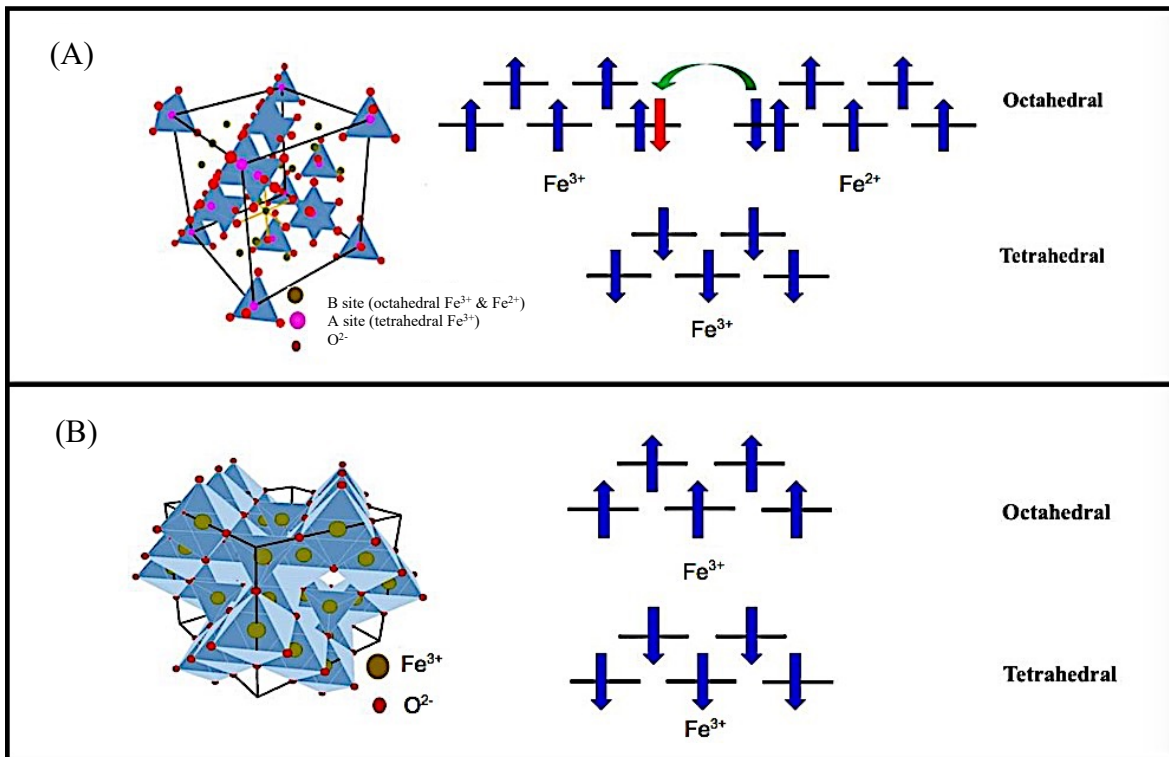 (A)
Octahedral
Fe³⁺
Fe²⁺
Tetrahedral
Fe³⁺
B site (octahedral Fe³⁺ & Fe²⁺)
A site (tetrahedral Fe³⁺)
O²⁻
(B)
Octahedral
Fe³⁺
Tetrahedral
Fe³⁺
Fe³⁺
O²⁻